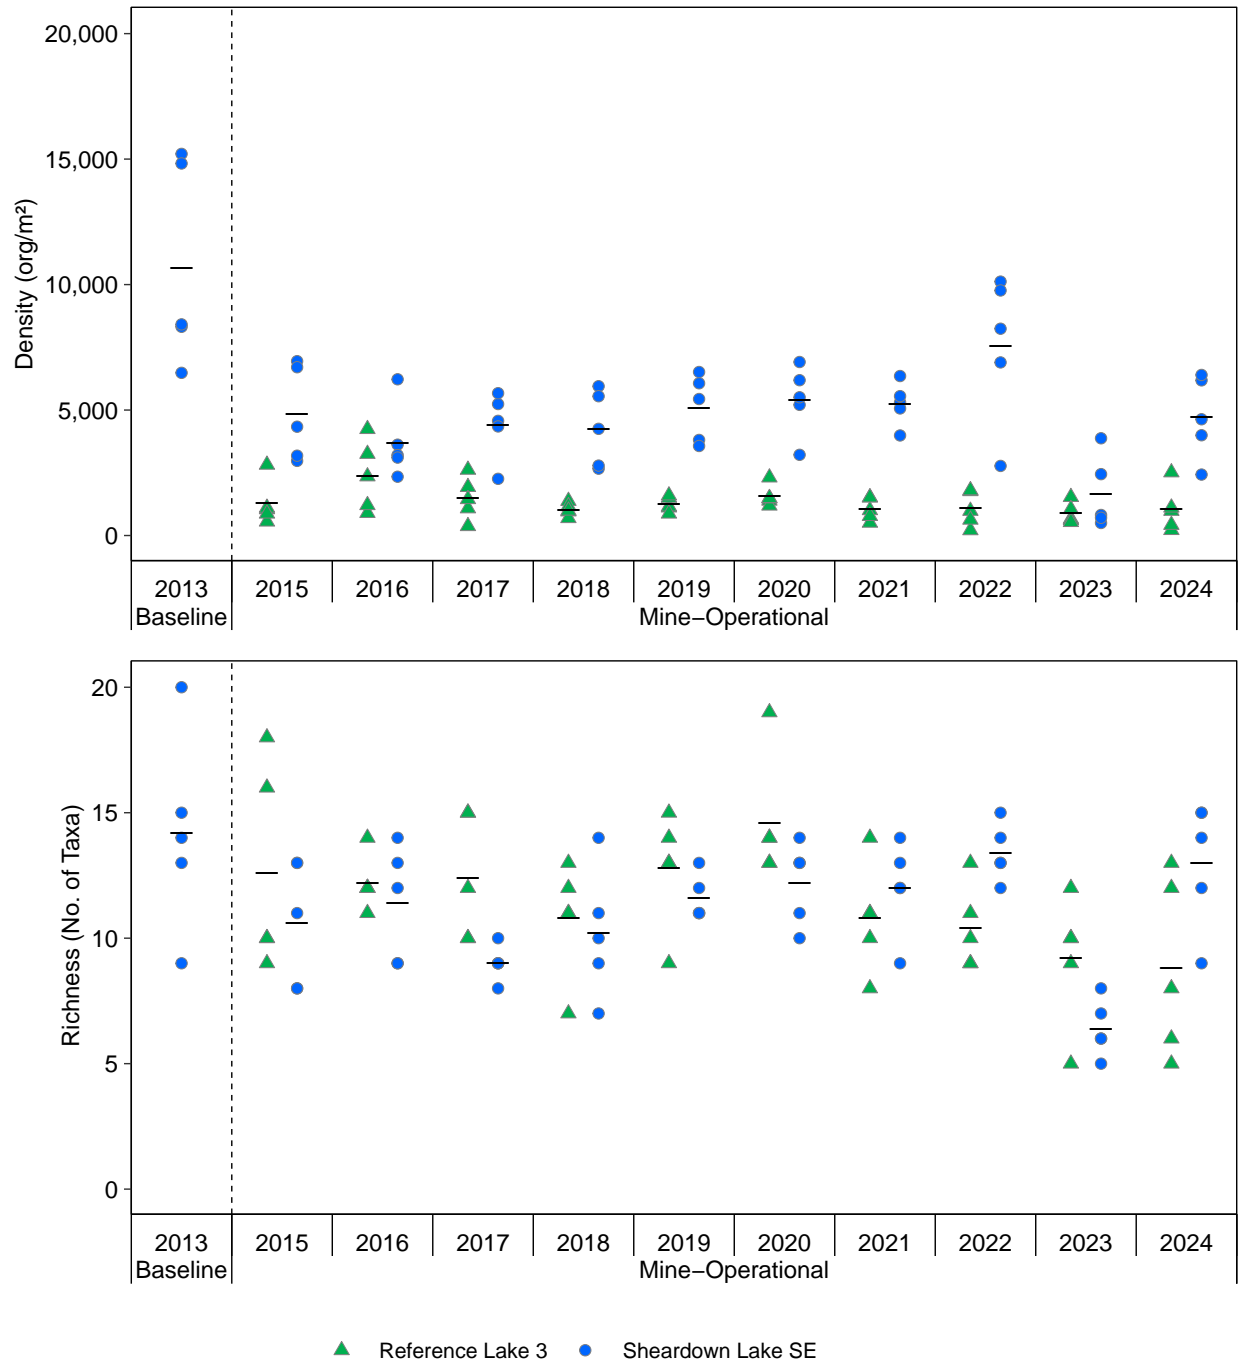 Density (org/m²)
20,000
15,000
10,000
5,000
0
2013 2015 2016 2017 2018 2019 2020 2021 2022 2023 2024
Baseline Mine−Operational
Richness (No. of Taxa)
20
15
10
5
0
2013 2015 2016 2017 2018 2019 2020 2021 2022 2023 2024
Baseline Mine−Operational
Reference Lake 3 Sheardown Lake SE